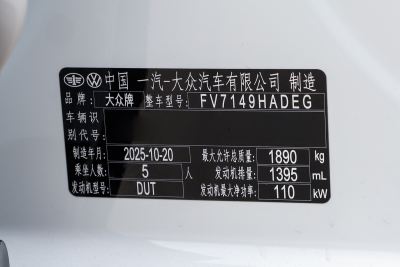 中国 一汽-大众汽车有限公司 制造
品牌: 大众牌 整车型号: FV7149HADEG
车辆识
别代号:
制造年月: 2025-10-20 最大允许总质量: 1890 kg
乘坐人数: 5 人 发动机排量: 1395 mL
发动机型号: DUT 发动机最大净功率: 110 kW